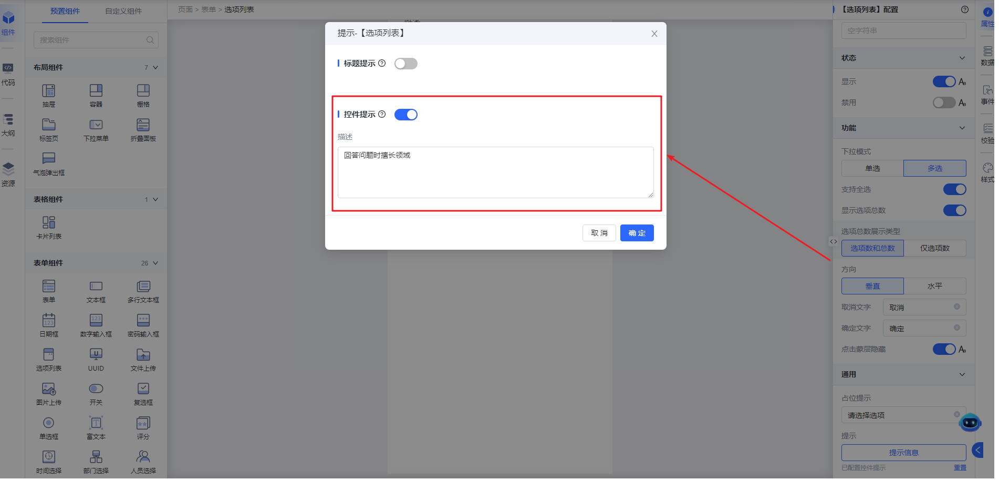 组件
代码
大纲
资源
预置组件
自定义组件
搜索组件
布局组件 7
抽屉 容器 栅格
标签页 下拉菜单 折叠面板
气泡弹出框
表格组件 1
卡片列表
表单组件 26
表单 文本框 多行文本框
日期框 数字输入框 密码输入框
选项列表 UUID 文件上传
图片上传 开关 复选框
单选框 富文本 评分
时间选择 部门选择 人员选择
页面 > 表单 > 选项列表
提示-【选项列表】
标题提示
控件提示
描述
回答问题时擅长领域
取 消
确 定
【选项列表】配置
空字符串
状态
显示
禁用
功能
下拉模式
单选 多选
支持全选
显示选项总数
选项总数展示类型
选项数和总数 仅选项数
方向
垂直 水平
取消文字 取消
确定文字 确定
点击蒙层隐藏
通用
占位提示
请选择选项
提示
提示信息
已配置控件提示 重置
属性
数据
事件
校验
样式